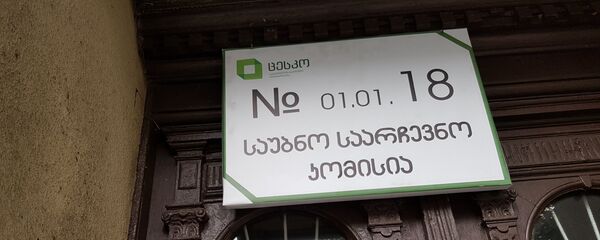 ცესკო
№ 01.01.18
საუბნო საარჩევნო
კომისია